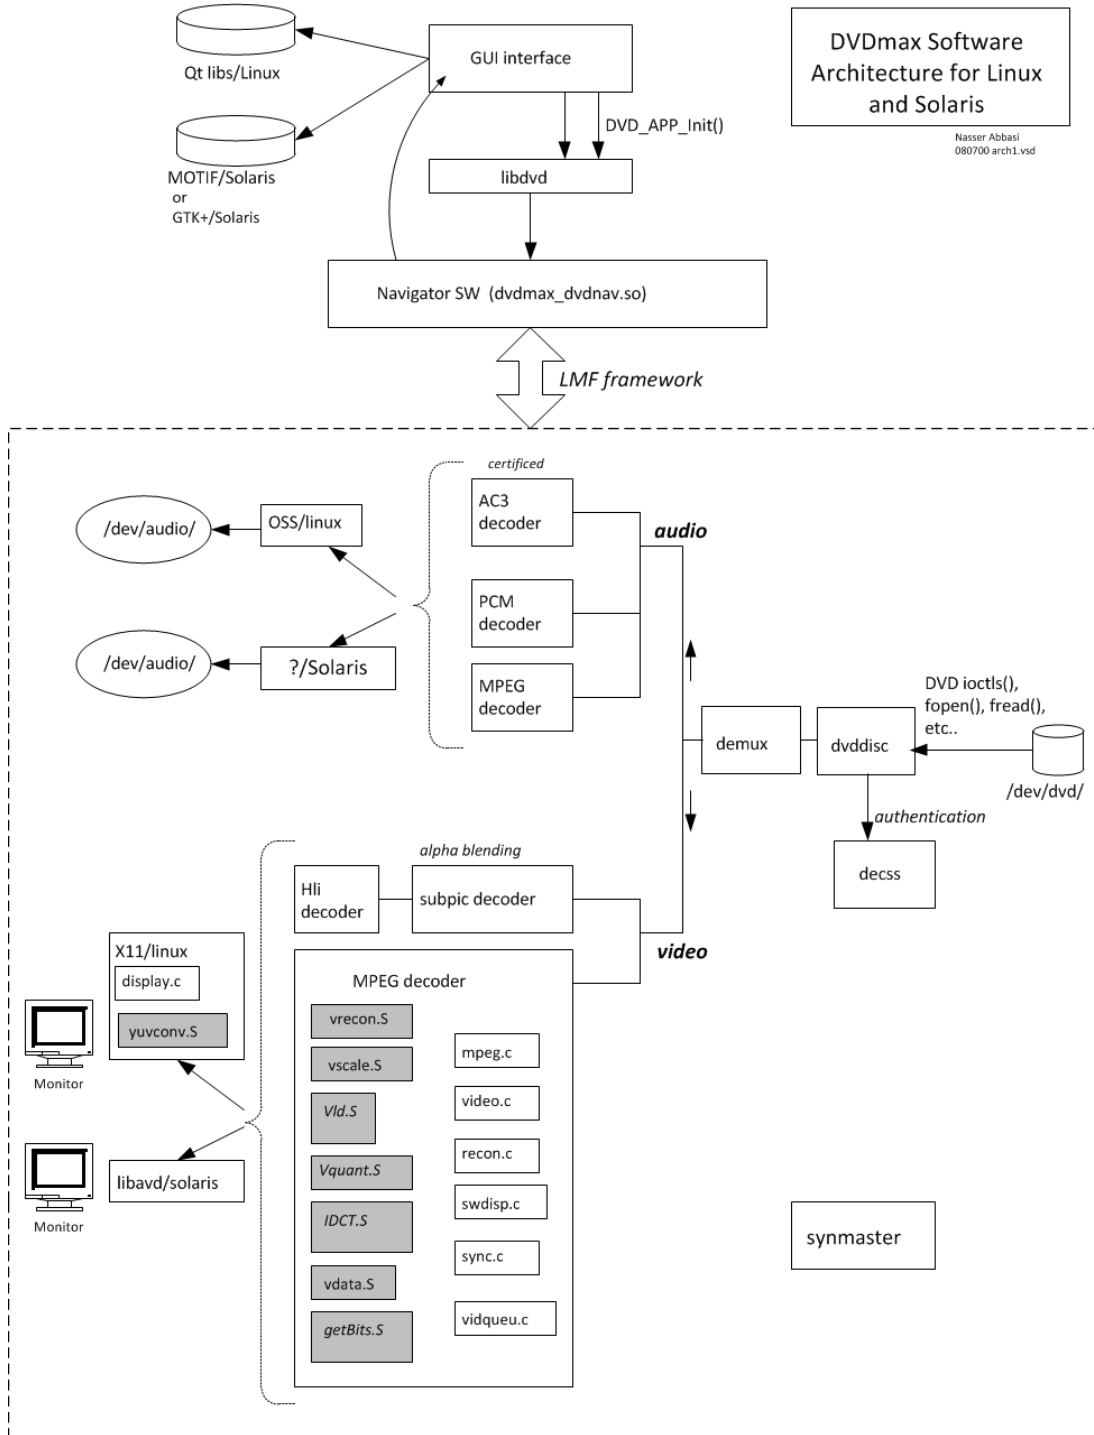 DVDmax Software
Architecture for Linux
and Solaris
Nasser Abbasi
080700 arch1.vsd
GUI interface
Qt libs/Linux
DVD_APP_Init()
MOTIF/Solaris
or
GTK+/Solaris
libdvd
Navigator SW (dvdmax_dvdnav.so)
LMF framework
certificed
AC3
decoder
/dev/audio/
OSS/linux
audio
PCM
decoder
/dev/audio/
?/Solaris
MPEG
decoder
DVD ioctls(),
fopen(), fread(),
etc..
demux
dvddisc
/dev/dvd/
authentication
decss
alpha blending
Hli
decoder
subpic decoder
video
X11/linux
display.c
yuvconv.S
Monitor
MPEG decoder
vrecon.S
mpeg.c
vscale.S
video.c
Vld.S
recon.c
Vquant.S
libavd/solaris
Monitor
swdisp.c
IDCT.S
synmaster
sync.c
vdata.S
vidqueu.c
getBits.S